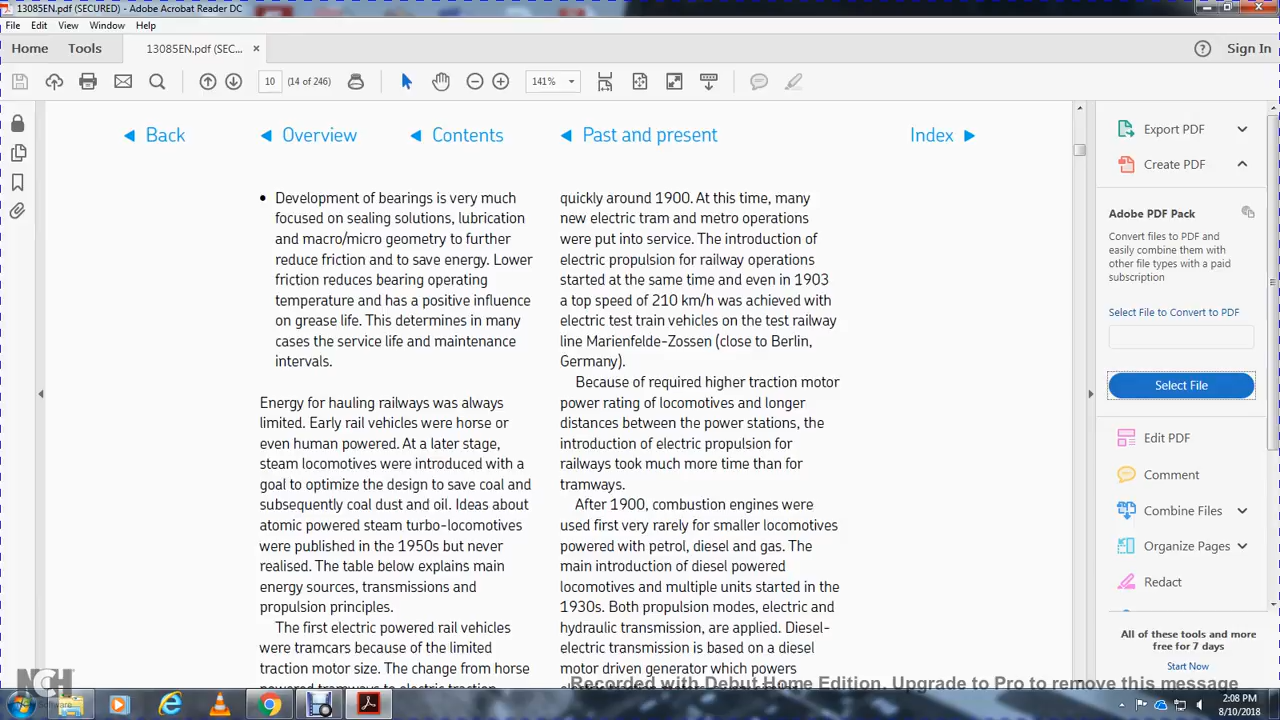 13085EN.pdf (SECURED) - Adobe Acrobat Reader DC
File Edit View Window Help
Home Tools 13085EN.pdf (SEC... × Sign In
10 (14 of 246) 141%
Back Overview Contents Past and present Index
• Development of bearings is very much
focused on sealing solutions, lubrication
and macro/micro geometry to further
reduce friction and to save energy. Lower
friction reduces bearing operating
temperature and has a positive influence
on grease life. This determines in many
cases the service life and maintenance
intervals.
Energy for hauling railways was always
limited. Early rail vehicles were horse or
even human powered. At a later stage,
steam locomotives were introduced with a
goal to optimize the design to save coal and
subsequently coal dust and oil. Ideas about
atomic powered steam turbo-locomotives
were published in the 1950s but never
realised. The table below explains main
energy sources, transmissions and
propulsion principles.
The first electric powered rail vehicles
were tramcars because of the limited
traction motor size. The change from horse
powered tramways to electric traction
quickly around 1900. At this time, many
new electric tram and metro operations
were put into service. The introduction of
electric propulsion for railway operations
started at the same time and even in 1903
a top speed of 210 km/h was achieved with
electric test train vehicles on the test railway
line Marienfelde-Zossen (close to Berlin,
Germany).
Because of required higher traction motor
power rating of locomotives and longer
distances between the power stations, the
introduction of electric propulsion for
railways took much more time than for
tramways.
After 1900, combustion engines were
used first very rarely for smaller locomotives
powered with petrol, diesel and gas. The
main introduction of diesel powered
locomotives and multiple units started in the
1930s. Both propulsion modes, electric and
hydraulic transmission, are applied. Diesel-
electric transmission is based on a diesel
motor driven generator which powers
Export PDF
Create PDF
Adobe PDF Pack
Convert files to PDF and
easily combine them with
other file types with a paid
subscription
Select File to Convert to PDF
Select File
Edit PDF
Comment
Combine Files
Organize Pages
Redact
All of these tools and more
free for 7 days
Start Now
NCH
Software
Recorded with Debut Home Edition. Upgrade to Pro to remove this message
2:08 PM
8/10/2018